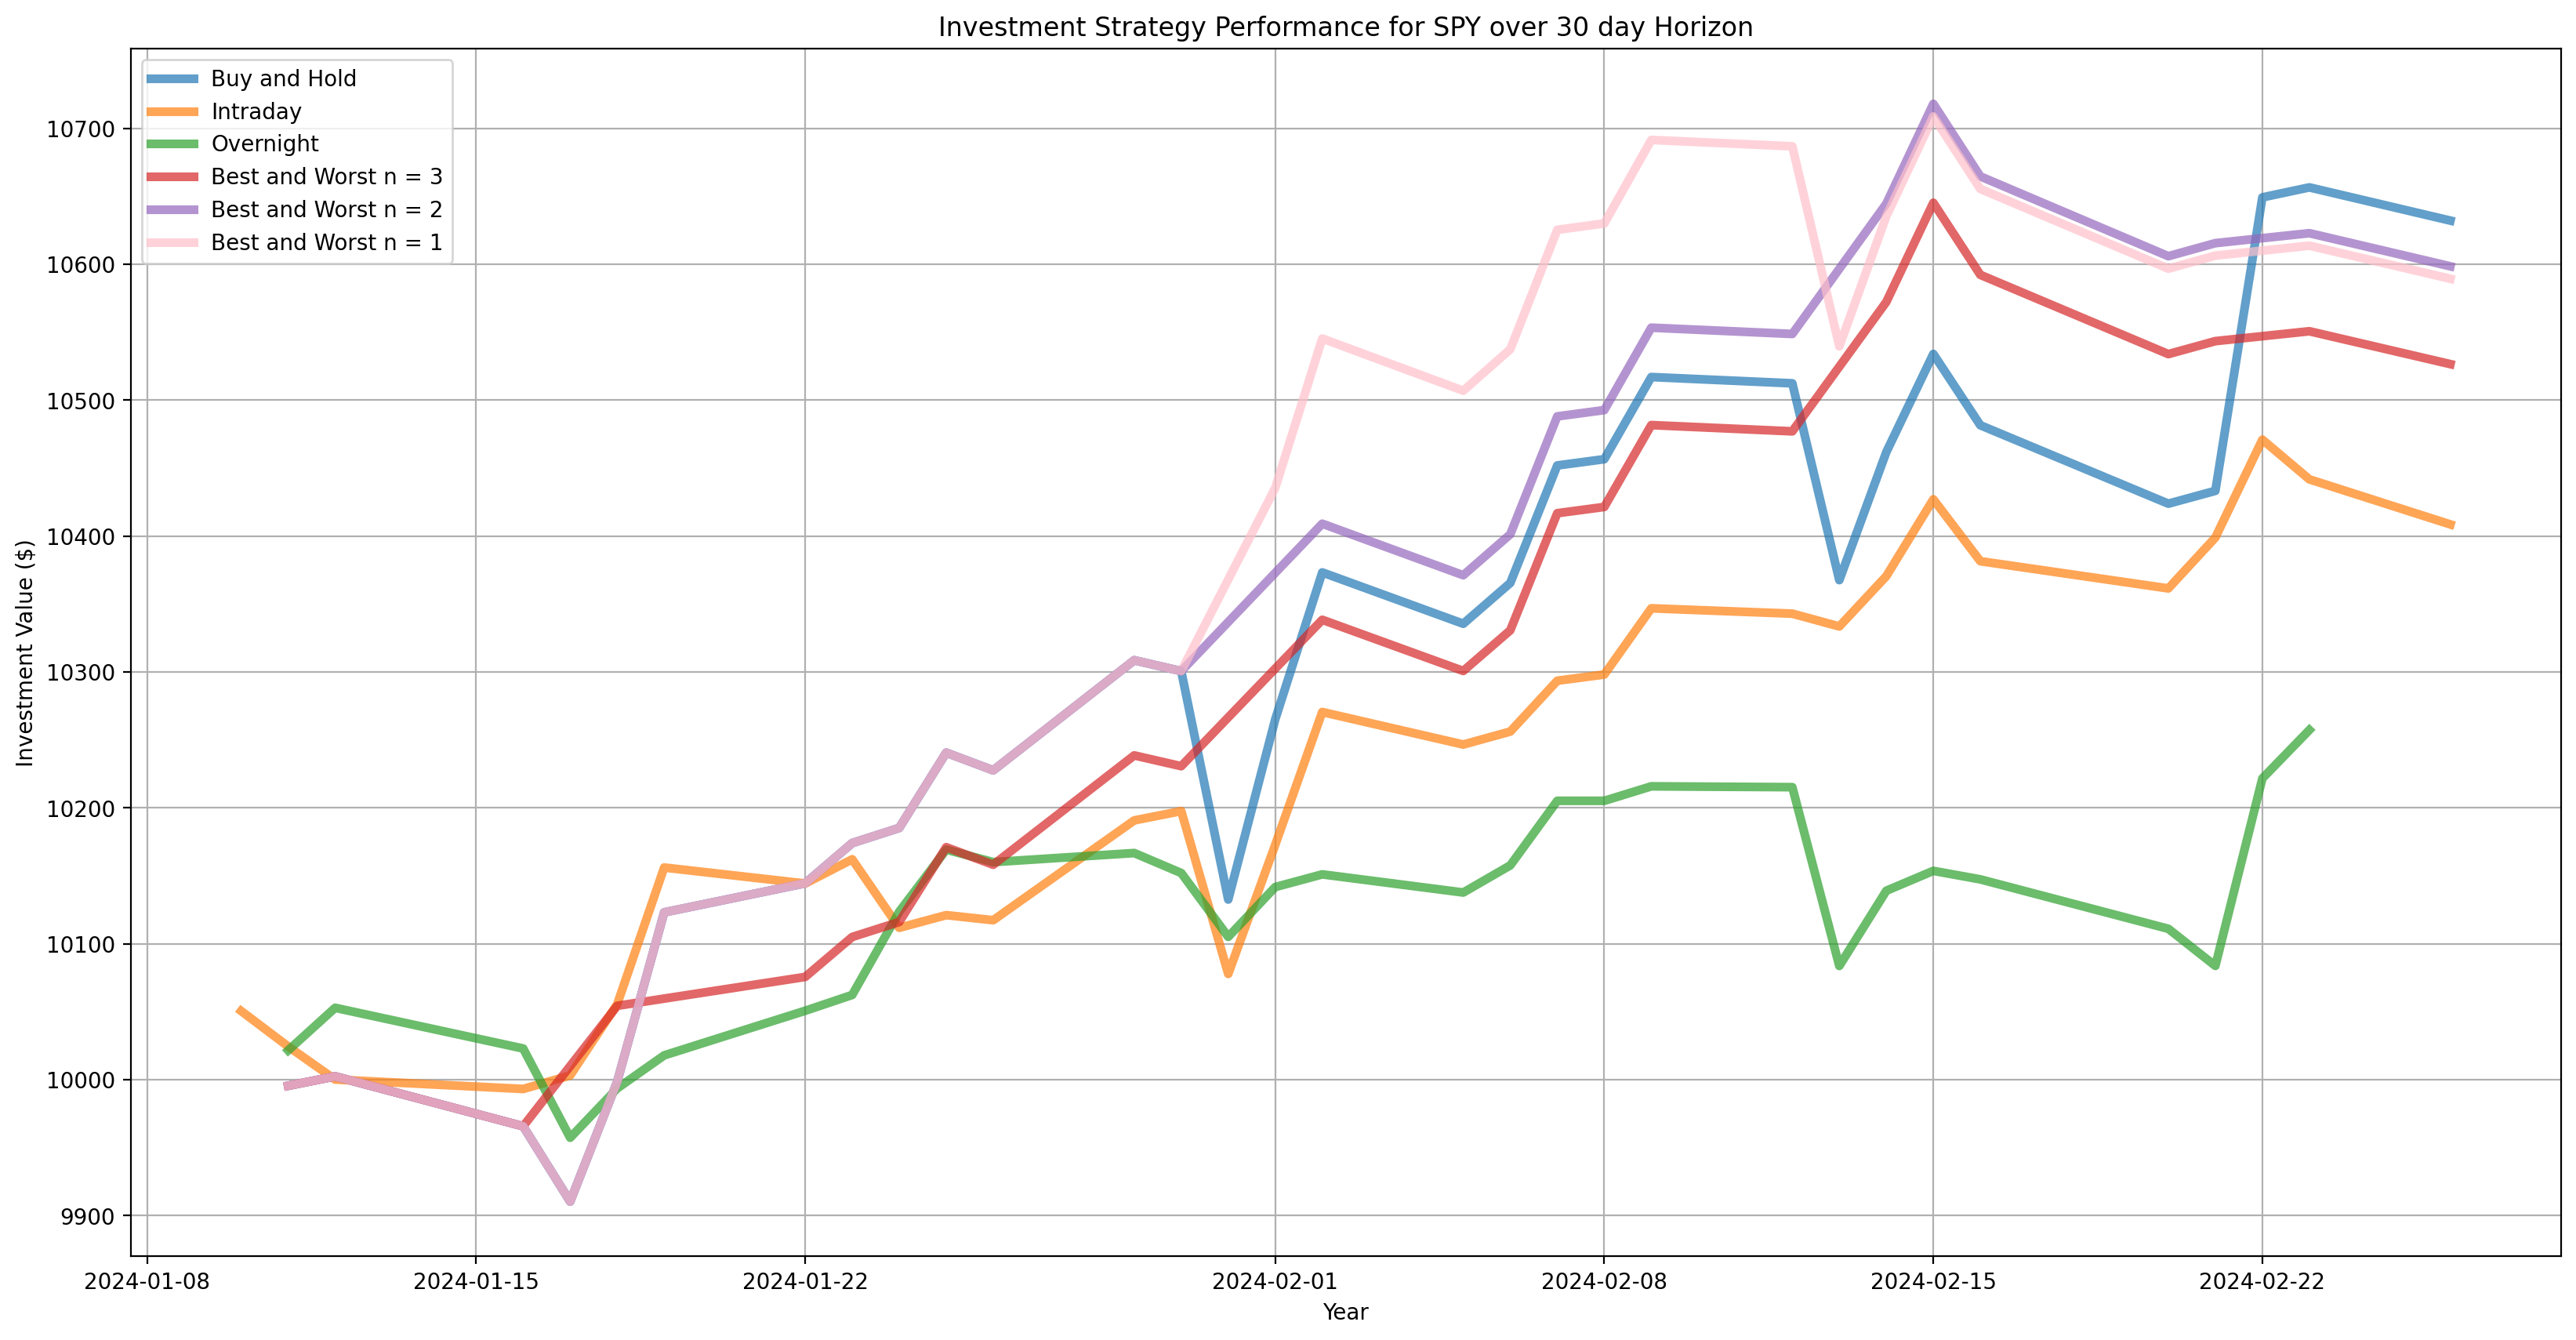 Investment Strategy Performance for SPY over 30 day Horizon
Buy and Hold
Intraday
Overnight
Best and Worst n = 3
Best and Worst n = 2
Best and Worst n = 1
Investment Value ($)
10700
10600
10500
10400
10300
10200
10100
10000
9900
2024-01-08
2024-01-15
2024-01-22
2024-02-01
2024-02-08
2024-02-15
2024-02-22
Year